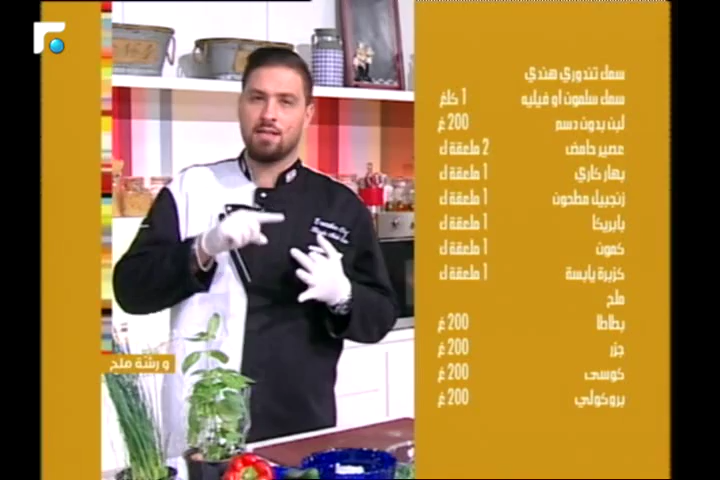 سمك تندوري هندي
سمك سلمون او فيليه 1 كلغ
لبن بدون دسم 200 غ
عصير حامض 2 ملعقة ك
بهار كاري 1 ملعقة ك
زنجبيل مطحون 1 ملعقة ك
بابريكا 1 ملعقة ك
كمون 1 ملعقة ك
كزبرة يابسة 1 ملعقة ك
ملح
بطاطا 200 غ
جزر 200 غ
كوسى 200 غ
بروكولي 200 غ
و رشة ملح